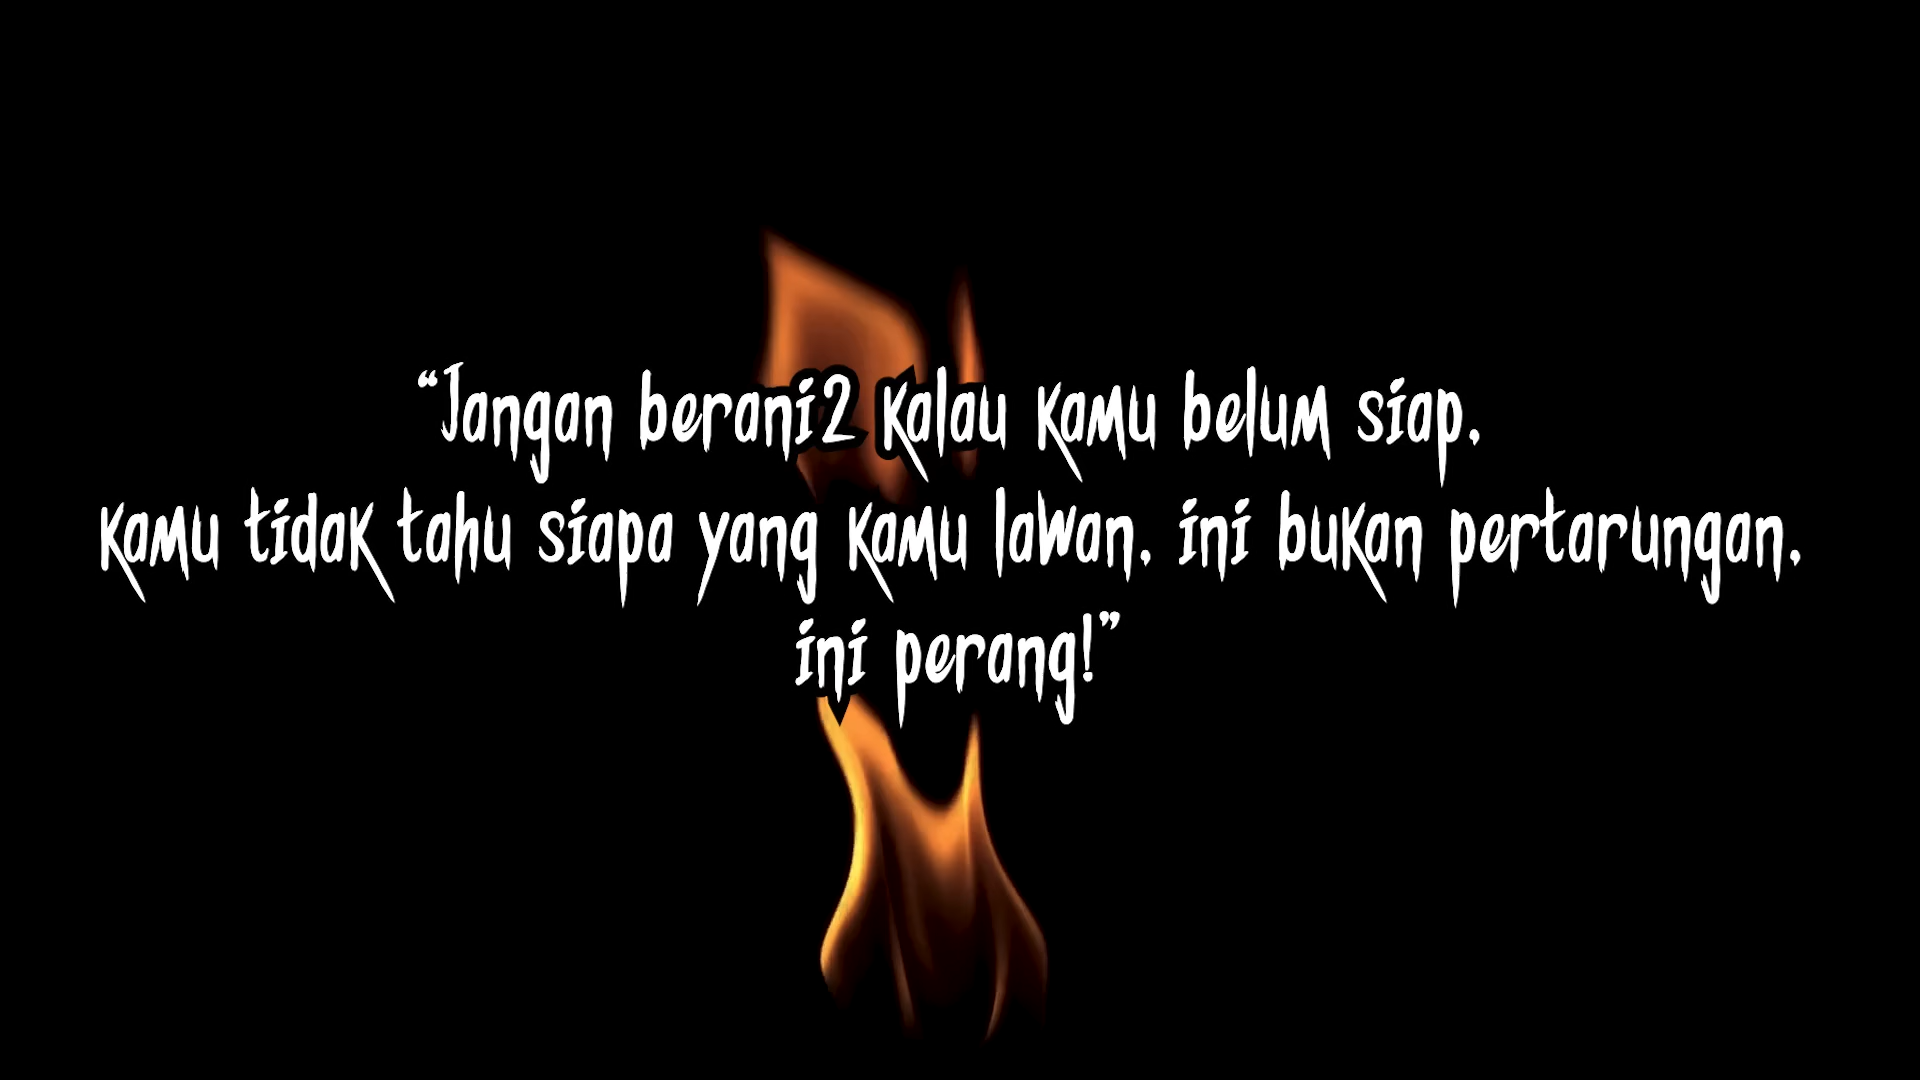 “Jangan berani2 kalau kamu belum siap,
kamu tidak tahu siapa yang kamu lawan, ini bukan pertarungan,
ini perang!”